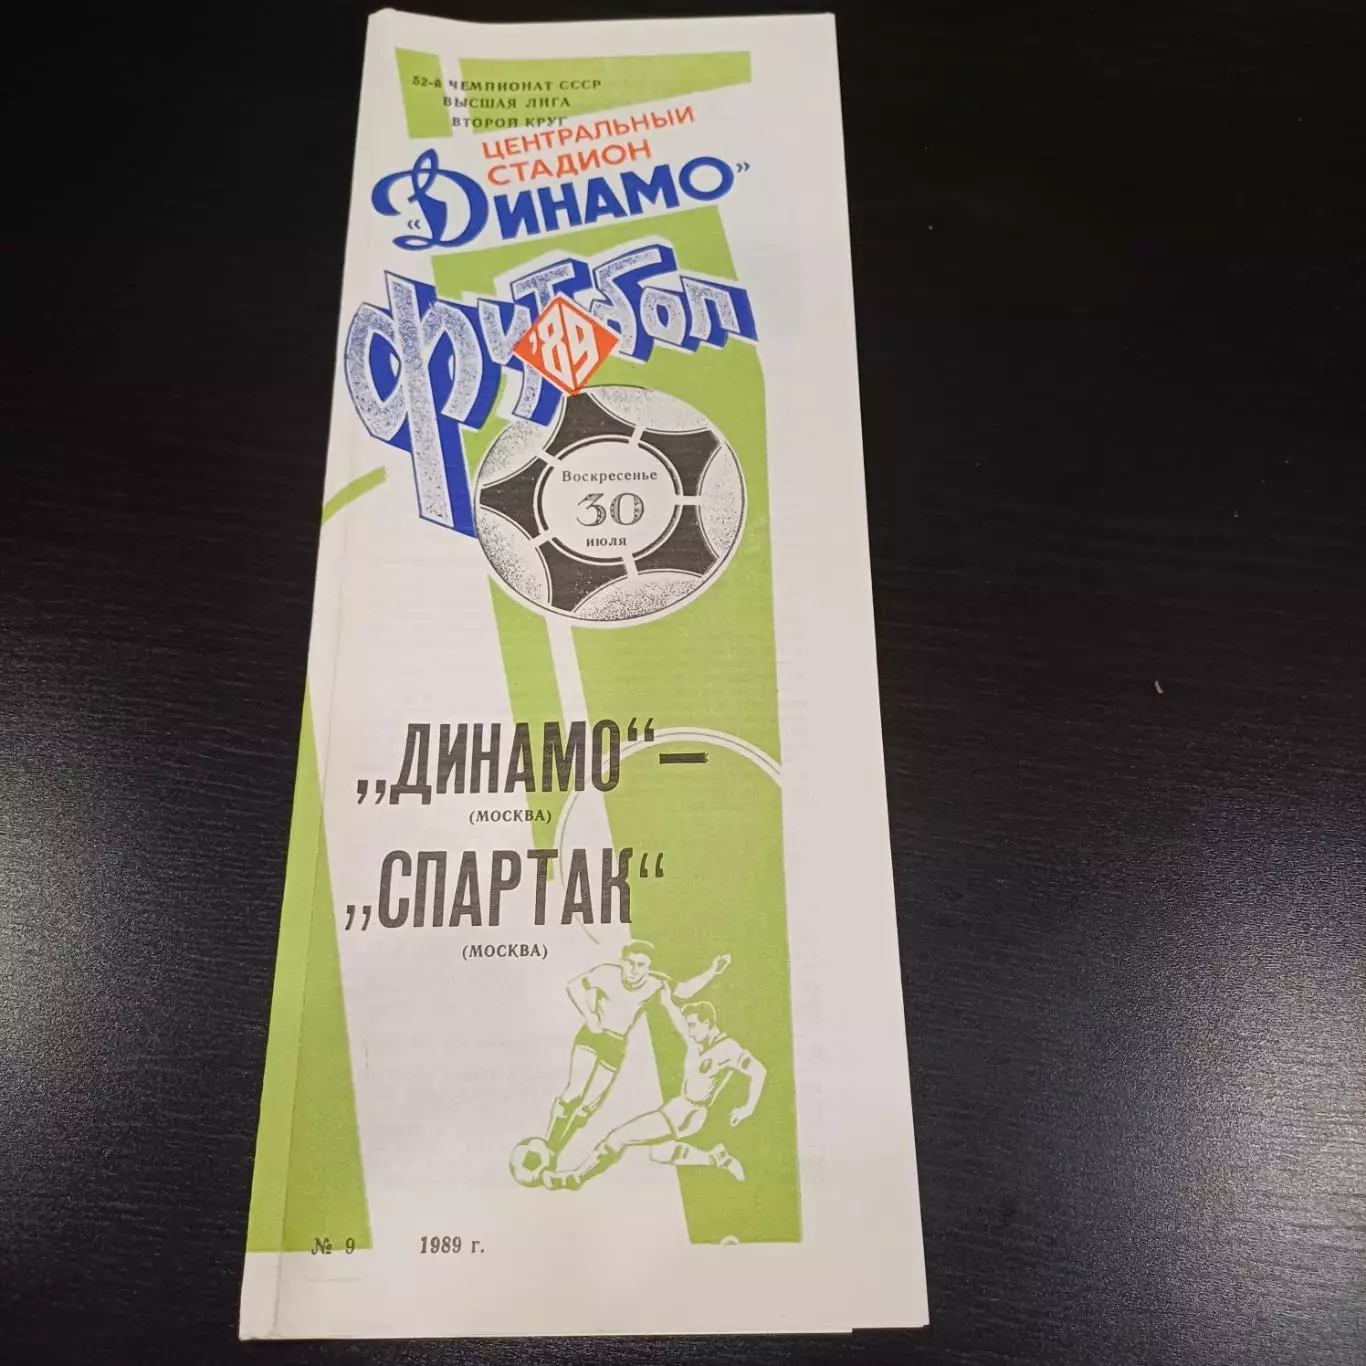 52-й ЧЕМПИОНАТ СССР
ВЫСШАЯ ЛИГА
ВТОРОЙ КРУГ
ЦЕНТРАЛЬНЫЙ
СТАДИОН
„Динамо”
Футбол
'89
Воскресенье
30
июля
„ДИНАМО“—
(МОСКВА)
„СПАРТАК“
(МОСКВА)
№ 9 1989 г.